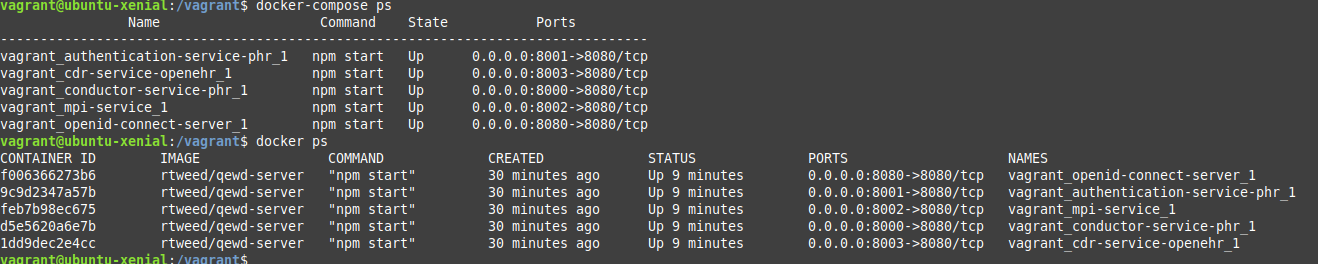 vagrant@ubuntu-xenial:/vagrant$ docker-compose ps
Name Command State Ports
--------------------------------------------------------------------------------
vagrant_authentication-service-phr_1 npm start Up 0.0.0.0:8001->8080/tcp
vagrant_cdr-service-openehr_1 npm start Up 0.0.0.0:8003->8080/tcp
vagrant_conductor-service-phr_1 npm start Up 0.0.0.0:8000->8080/tcp
vagrant_mpi-service_1 npm start Up 0.0.0.0:8002->8080/tcp
vagrant_openid-connect-server_1 npm start Up 0.0.0.0:8080->8080/tcp
vagrant@ubuntu-xenial:/vagrant$ docker ps
CONTAINER ID IMAGE COMMAND CREATED STATUS PORTS NAMES
f006366273b6 rtweed/qewd-server "npm start" 30 minutes ago Up 9 minutes 0.0.0.0:8080->8080/tcp vagrant_openid-connect-server_1
9c9d2347a57b rtweed/qewd-server "npm start" 30 minutes ago Up 9 minutes 0.0.0.0:8001->8080/tcp vagrant_authentication-service-phr_1
feb7b98ec675 rtweed/qewd-server "npm start" 30 minutes ago Up 9 minutes 0.0.0.0:8002->8080/tcp vagrant_mpi-service_1
d5e5620a6e7b rtweed/qewd-server "npm start" 30 minutes ago Up 9 minutes 0.0.0.0:8000->8080/tcp vagrant_conductor-service-phr_1
1dd9dec2e4cc rtweed/qewd-server "npm start" 30 minutes ago Up 9 minutes 0.0.0.0:8003->8080/tcp vagrant_cdr-service-openehr_1
vagrant@ubuntu-xenial:/vagrant$